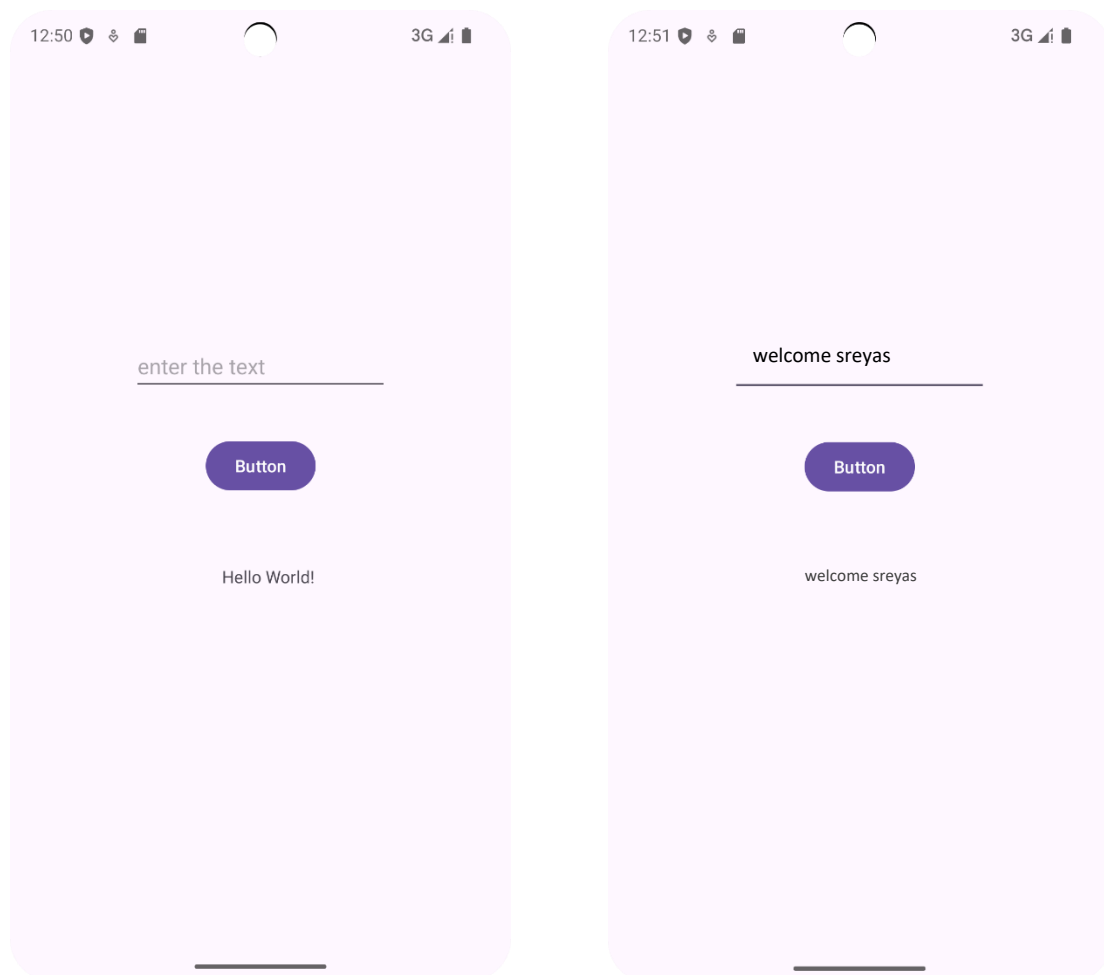 12:50 3G
enter the text
Button
Hello World!
12:51 3G
welcome sreyas
Button
welcome sreyas